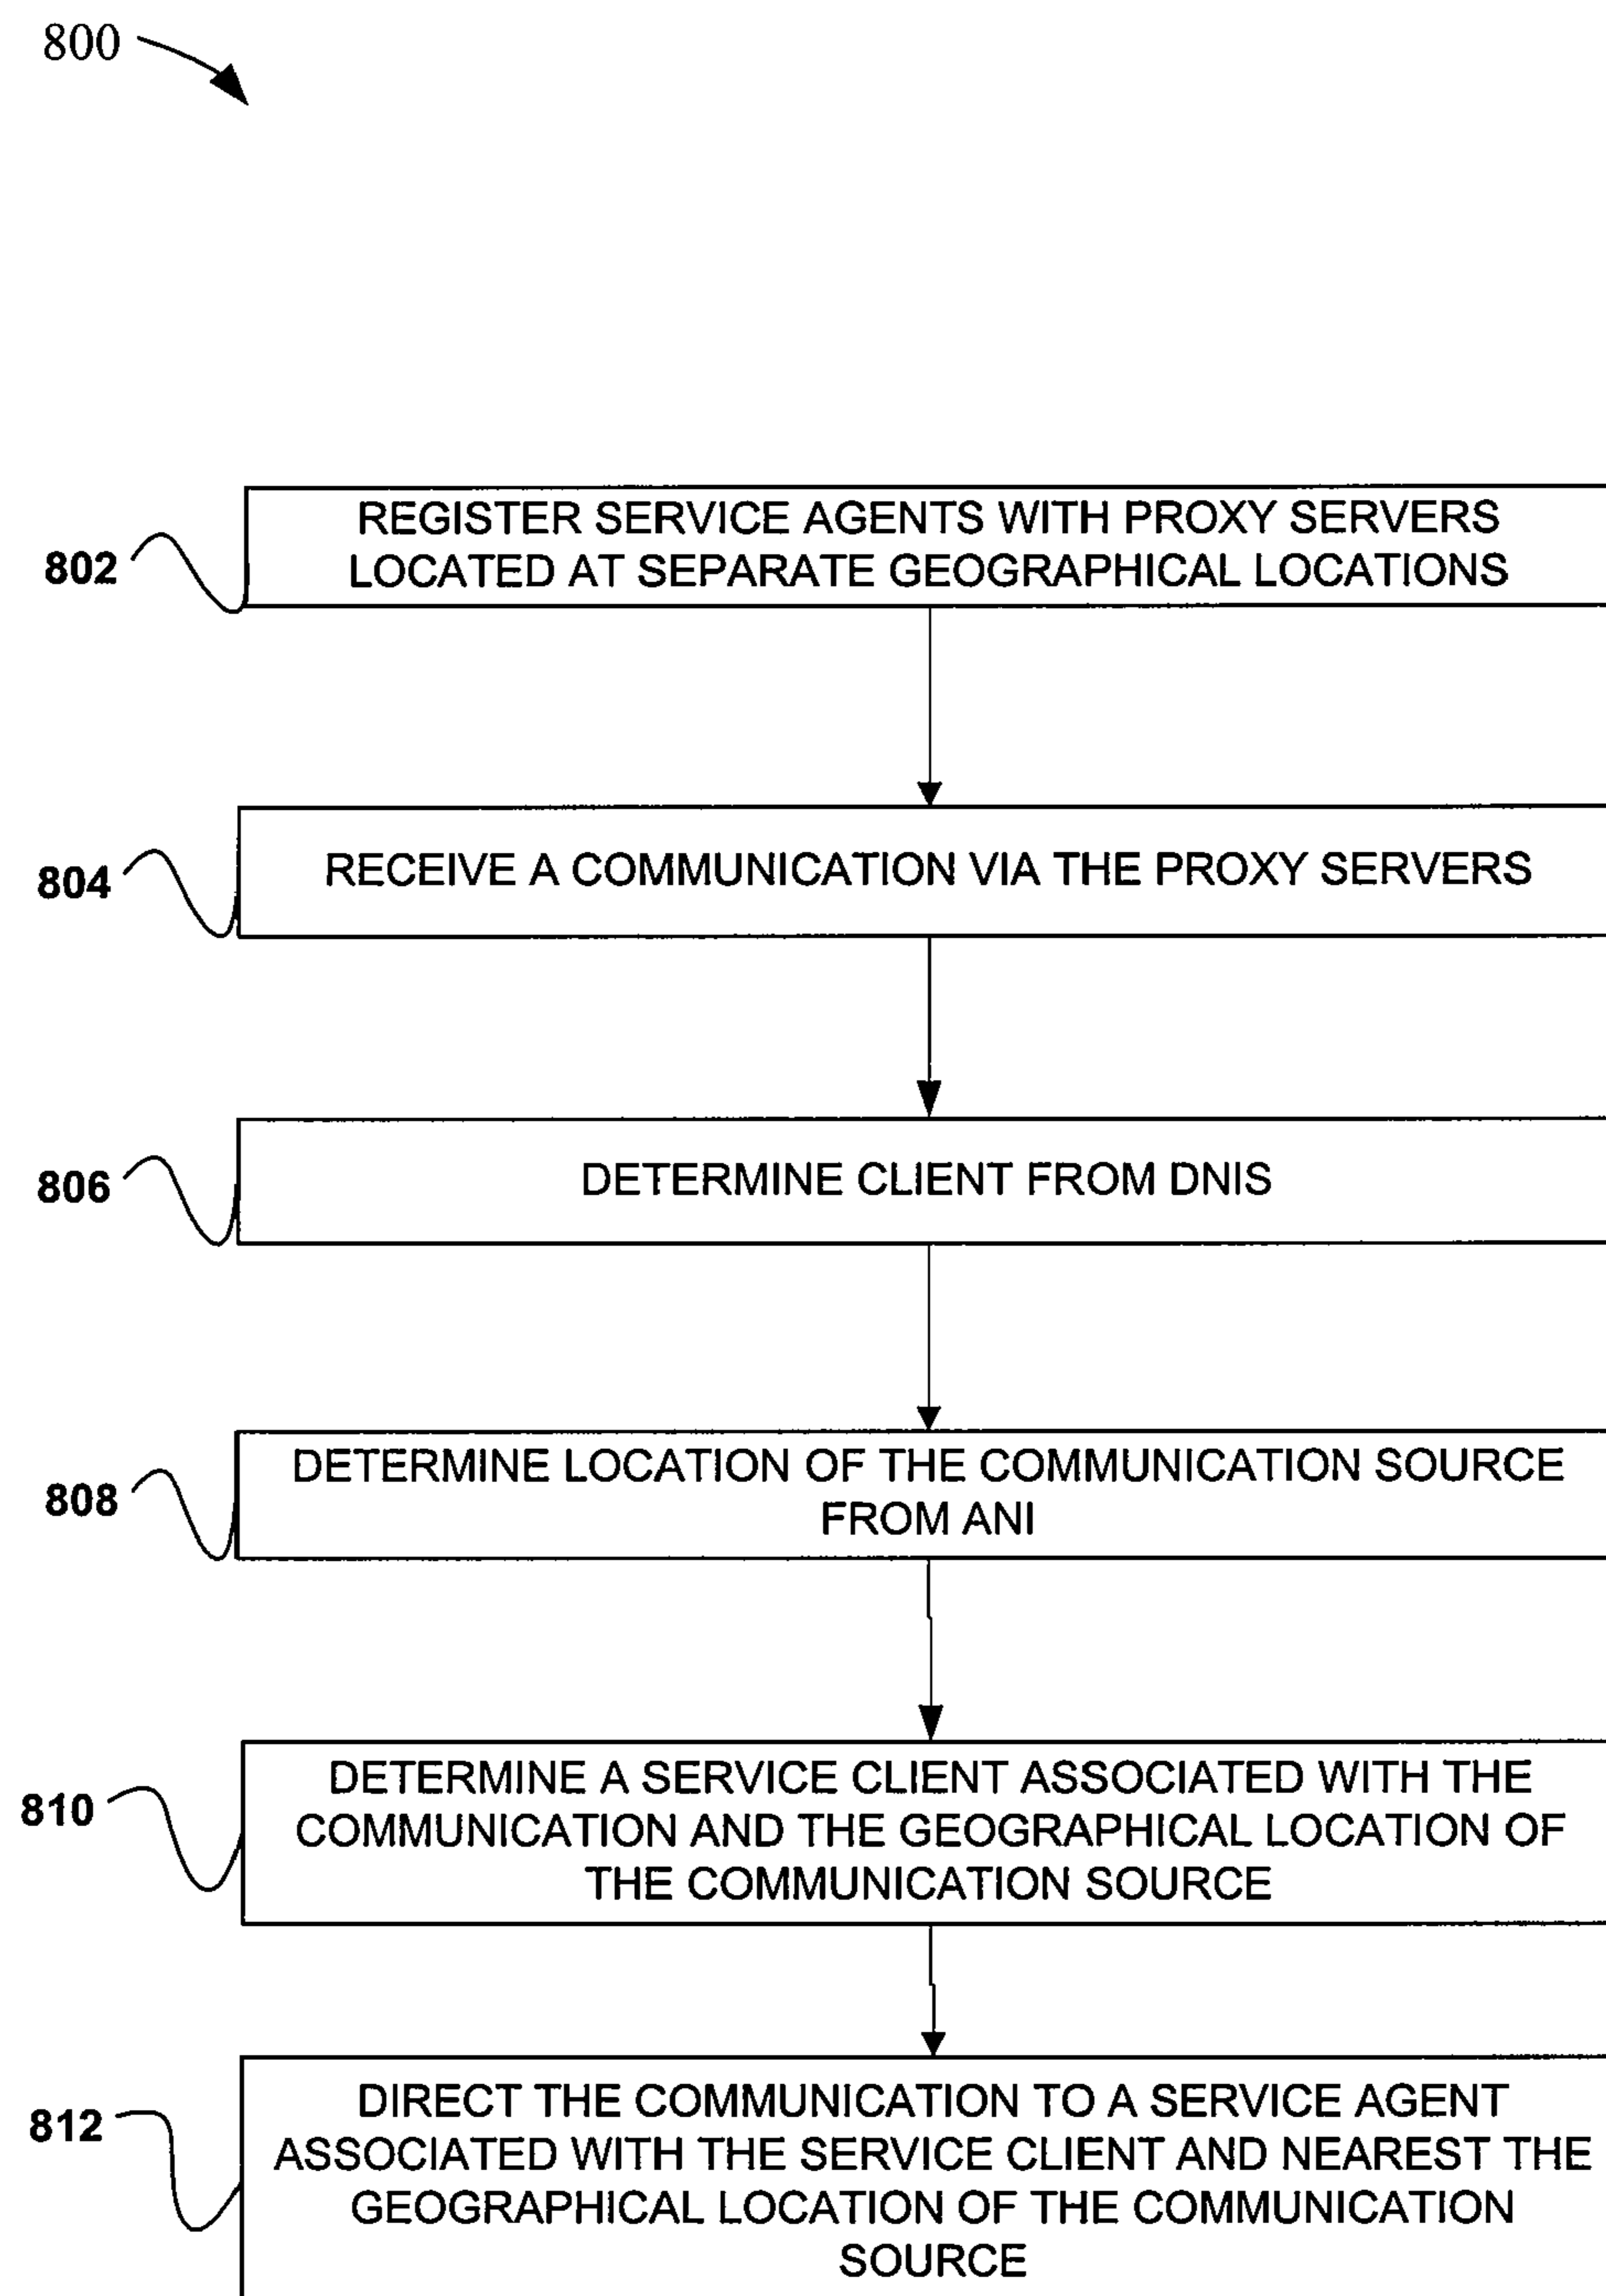 800
REGISTER SERVICE AGENTS WITH PROXY SERVERS
LOCATED AT SEPARATE GEOGRAPHICAL LOCATIONS
802
RECEIVE A COMMUNICATION VIA THE PROXY SERVERS
804
DETERMINE CLIENT FROM DNIS
806
DETERMINE LOCATION OF THE COMMUNICATION SOURCE
FROM ANI
808
DETERMINE A SERVICE CLIENT ASSOCIATED WITH THE
COMMUNICATION AND THE GEOGRAPHICAL LOCATION OF
THE COMMUNICATION SOURCE
810
DIRECT THE COMMUNICATION TO A SERVICE AGENT
ASSOCIATED WITH THE SERVICE CLIENT AND NEAREST THE
GEOGRAPHICAL LOCATION OF THE COMMUNICATION
SOURCE
812